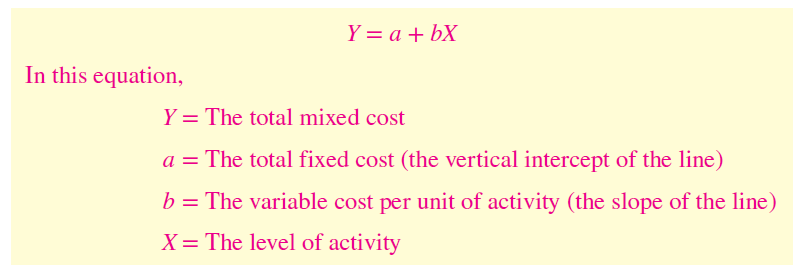 Y = a + bX
In this equation,
Y = The total mixed cost
a = The total fixed cost (the vertical intercept of the line)
b = The variable cost per unit of activity (the slope of the line)
X = The level of activity